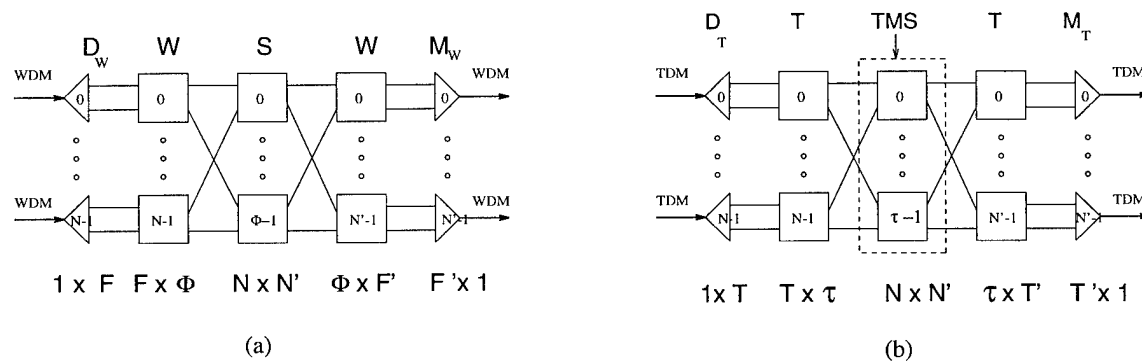 D_W W S W M_W
WDM 0 0 0 0 0 WDM
WDM N-1 N-1 Φ-1 N'-1 N'-1 WDM
1 x F F x Φ N x N' Φ x F' F' x 1
(a)
D_T T TMS T M_T
TDM 0 0 0 0 0 TDM
TDM N-1 N-1 τ-1 N'-1 N'-1 TDM
1x T T x τ N x N' τ x T' T' x 1
(b)